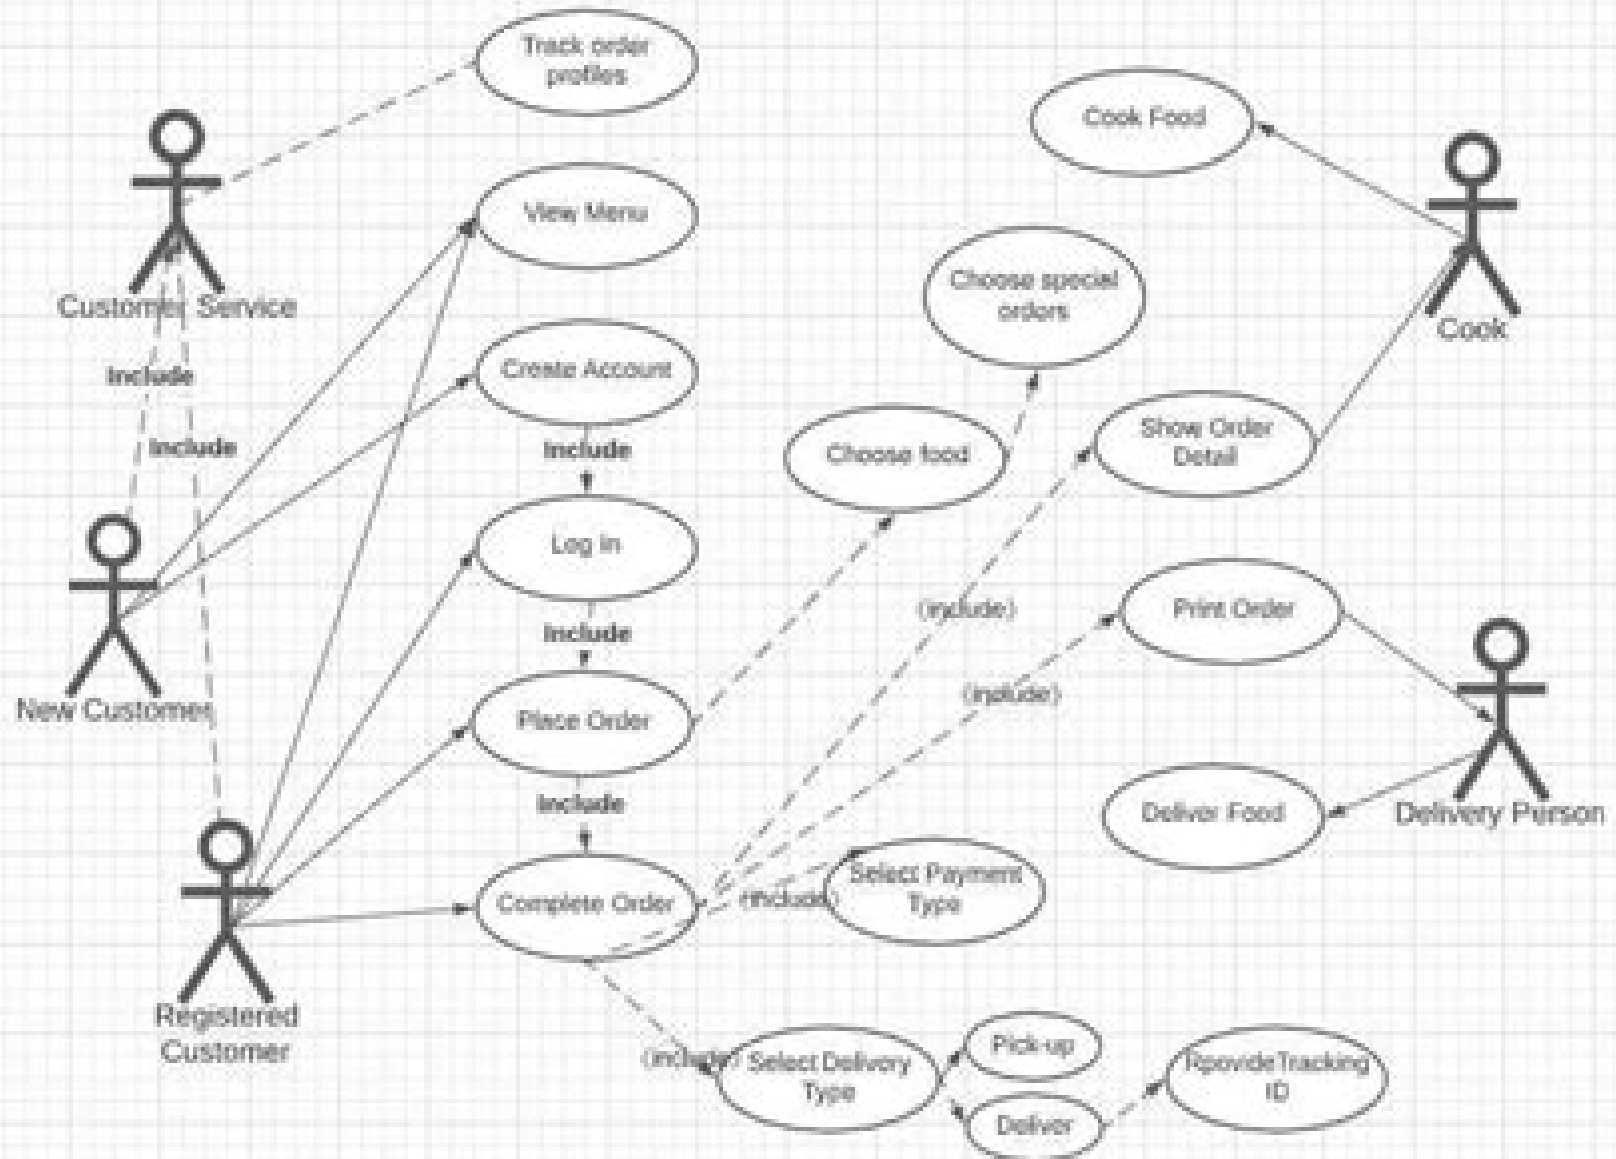 Track order
profiles
Cook Food
View Menu
Customer Service
Choose special
ordors
Cook
Include
Create Account
Include
Include
Choose food
Show Order
Detail
Log in
(include)
Print Order
Include
New Customer
Place Order
(include)
Include
Deliver Food
Delivery Person
Complete Order
(include)
Select Payment
Type
Registered
Customer
(include)
Select Delivery
Type
Pick-up
Deliver
RpovideTracking
ID